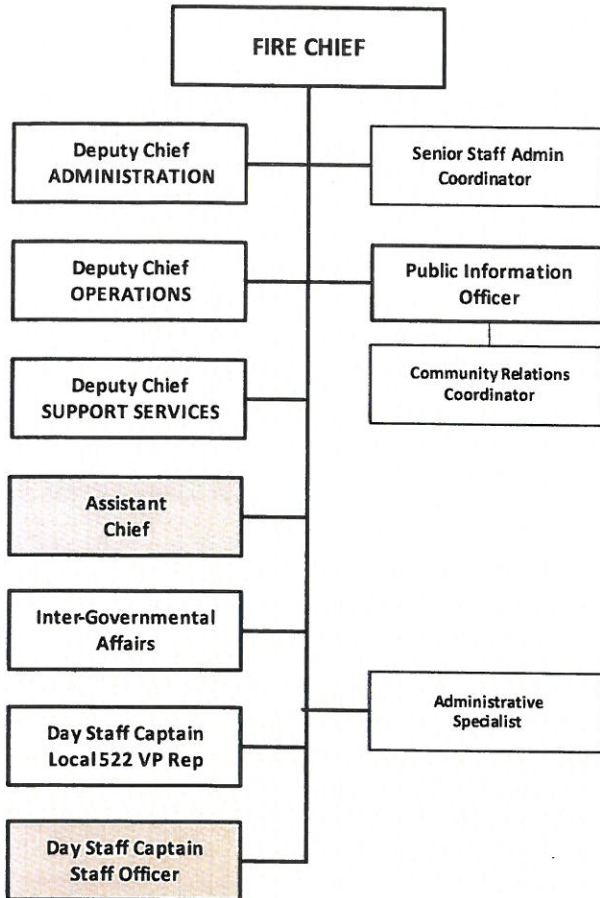 FIRE CHIEF
Deputy Chief
ADMINISTRATION
Senior Staff Admin
Coordinator
Deputy Chief
OPERATIONS
Public Information
Officer
Deputy Chief
SUPPORT SERVICES
Community Relations
Coordinator
Assistant
Chief
Inter-Governmental
Affairs
Administrative
Specialist
Day Staff Captain
Local 522 VP Rep
Day Staff Captain
Staff Officer